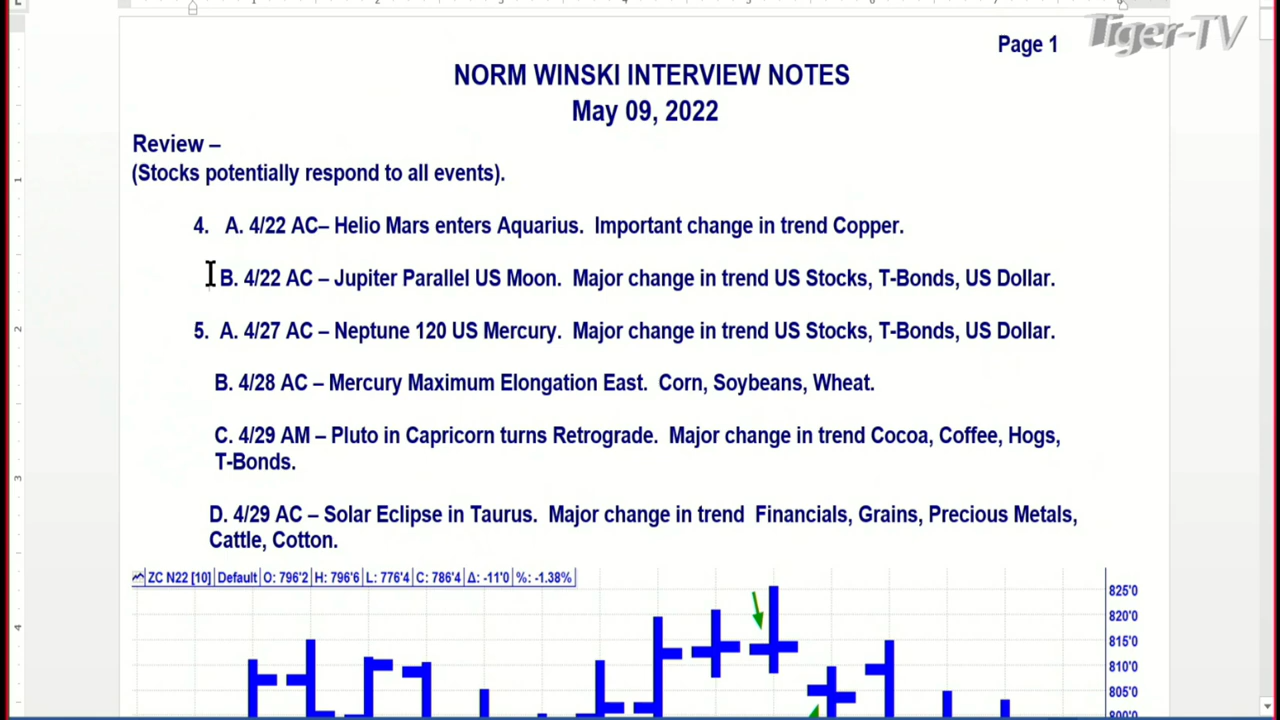 Tiger-TV
Page 1
NORM WINSKI INTERVIEW NOTES
May 09, 2022
Review –
(Stocks potentially respond to all events).
4. A. 4/22 AC– Helio Mars enters Aquarius. Important change in trend Copper.
B. 4/22 AC – Jupiter Parallel US Moon. Major change in trend US Stocks, T-Bonds, US Dollar.
5. A. 4/27 AC – Neptune 120 US Mercury. Major change in trend US Stocks, T-Bonds, US Dollar.
B. 4/28 AC – Mercury Maximum Elongation East. Corn, Soybeans, Wheat.
C. 4/29 AM – Pluto in Capricorn turns Retrograde. Major change in trend Cocoa, Coffee, Hogs,
T-Bonds.
D. 4/29 AC – Solar Eclipse in Taurus. Major change in trend Financials, Grains, Precious Metals,
Cattle, Cotton.
ZC N22 [10] Default O: 796'2 H: 796'6 L: 776'4 C: 786'4 Δ: -11'0 %: -1.38%
825'0
820'0
815'0
810'0
805'0
800'0
1
2
3
4